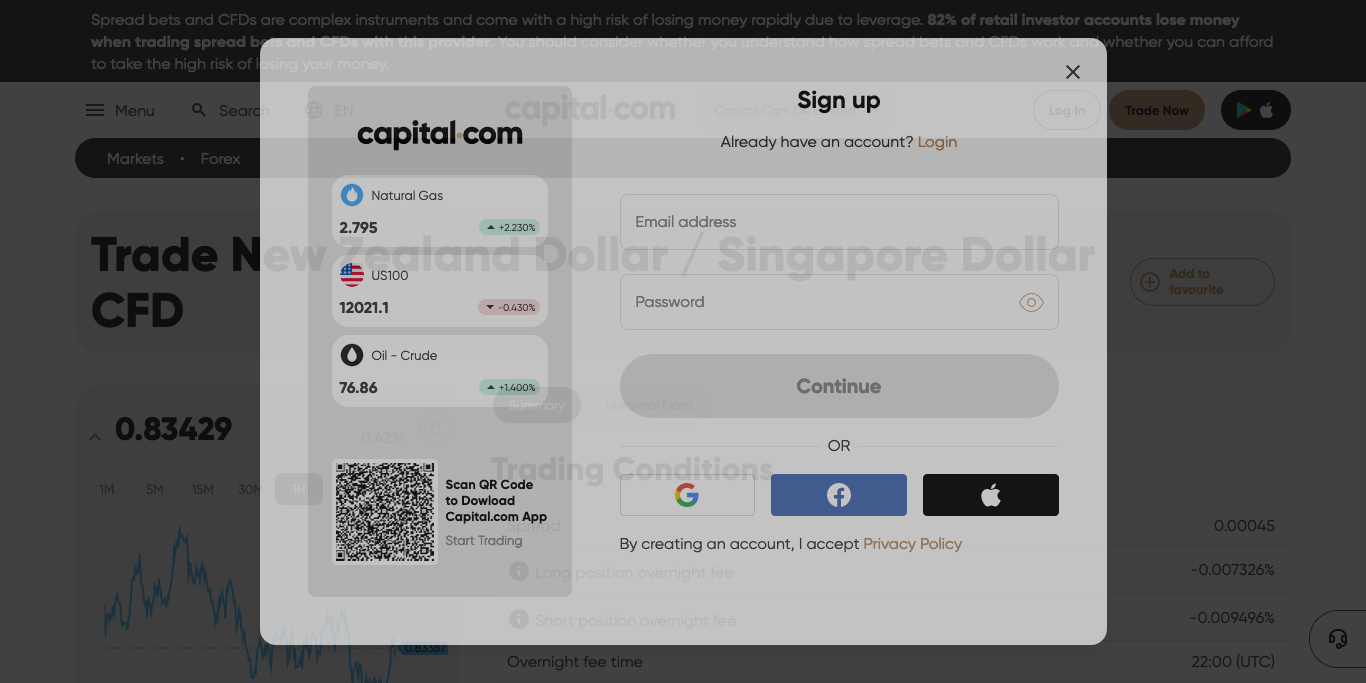 Spread bets and CFDs are complex instruments and come with a high risk of losing money rapidly due to leverage. 82% of retail investor accounts lose money
when trading spread bets and CFDs with this provider. You should consider whether you understand how spread bets and CFDs work and whether you can afford
to take the high risk of losing your money.
Menu
Search
EN
capital.com
Capital Com
Log In
Trade Now
Markets
Forex
Trade New Zealand Dollar / Singapore Dollar
CFD
Add to
favourite
0.83429
0.42%
1M
5M
15M
30M
1H
0.83387
Summary
Historical Data
Trading Conditions
Spread
0.00045
Long position overnight fee
-0.007326%
Short position overnight fee
-0.009496%
Overnight fee time
22:00 (UTC)
capital.com
Natural Gas
2.795
+2.230%
US100
12021.1
-0.430%
Oil - Crude
76.86
+1.400%
Scan QR Code
to Dowload
Capital.com App
Start Trading
Sign up
Already have an account? Login
Email address
Password
Continue
OR
By creating an account, I accept Privacy Policy